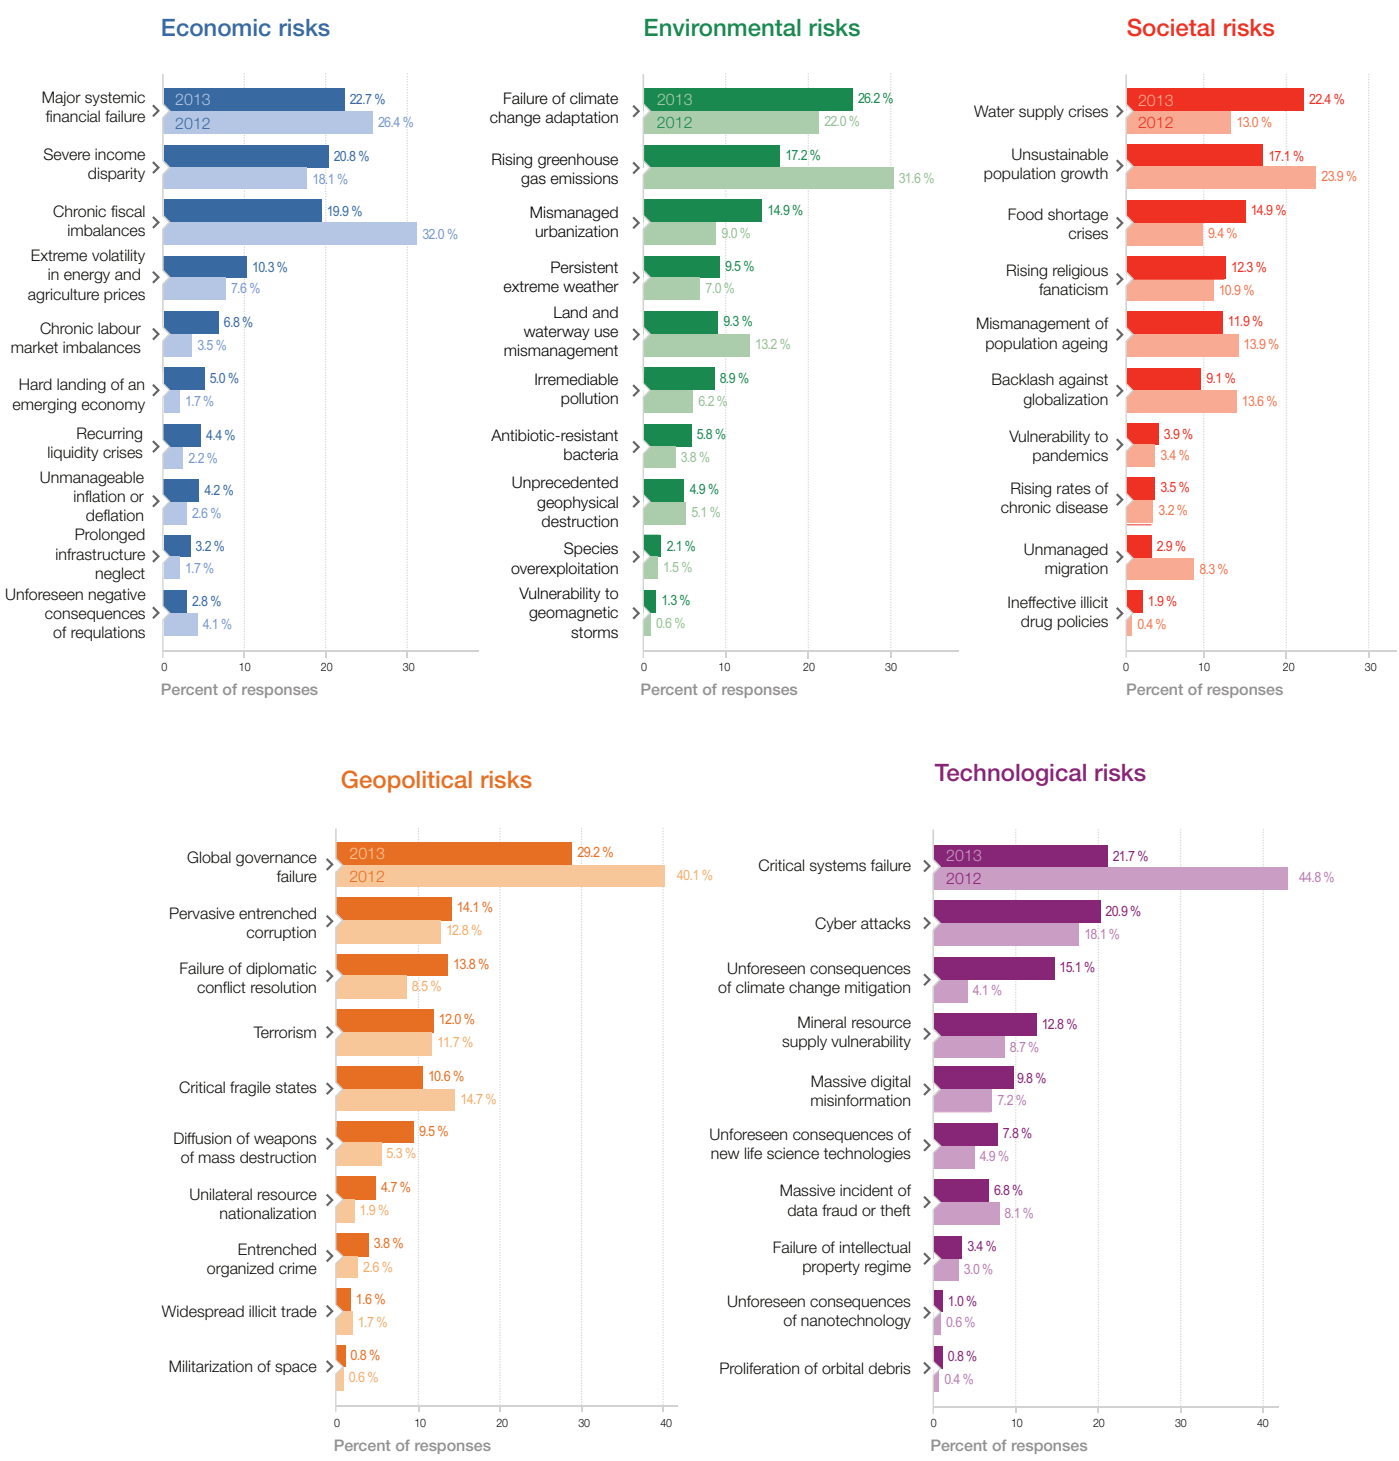 Economic risks
Major systemic
financial failure
2013
22.7 %
2012
26.4 %
Severe income
disparity
20.8 %
18.1 %
Chronic fiscal
imbalances
19.9 %
32.0 %
Extreme volatility
in energy and
agriculture prices
10.3 %
7.6 %
Chronic labour
market imbalances
6.8 %
3.5 %
Hard landing of an
emerging economy
5.0 %
1.7 %
Recurring
liquidity crises
4.4 %
2.2 %
Unmanageable
inflation or
deflation
4.2 %
2.6 %
Prolonged
infrastructure
neglect
3.2 %
1.7 %
Unforeseen negative
consequences
of requlations
2.8 %
4.1 %
0 10 20 30
Percent of responses
Environmental risks
Failure of climate
change adaptation
2013
26.2 %
2012
22.0 %
Rising greenhouse
gas emissions
17.2 %
31.6 %
Mismanaged
urbanization
14.9 %
9.0 %
Persistent
extreme weather
9.5 %
7.0 %
Land and
waterway use
mismanagement
9.3 %
13.2 %
Irremediable
pollution
8.9 %
6.2 %
Antibiotic-resistant
bacteria
5.8 %
3.8 %
Unprecedented
geophysical
destruction
4.9 %
5.1 %
Species
overexploitation
2.1 %
1.5 %
Vulnerability to
geomagnetic
storms
1.3 %
0.6 %
0 10 20 30
Percent of responses
Societal risks
Water supply crises
2013
22.4 %
2012
13.0 %
Unsustainable
population growth
17.1 %
23.9 %
Food shortage
crises
14.9 %
9.4 %
Rising religious
fanaticism
12.3 %
10.9 %
Mismanagement of
population ageing
11.9 %
13.9 %
Backlash against
globalization
9.1 %
13.6 %
Vulnerability to
pandemics
3.9 %
3.4 %
Rising rates of
chronic disease
3.5 %
3.2 %
Unmanaged
migration
2.9 %
8.3 %
Ineffective illicit
drug policies
1.9 %
0.4 %
0 10 20 30
Percent of responses
Geopolitical risks
Global governance
failure
2013
29.2 %
2012
40.1 %
Pervasive entrenched
corruption
14.1 %
12.8 %
Failure of diplomatic
conflict resolution
13.8 %
8.5 %
Terrorism
12.0 %
11.7 %
Critical fragile states
10.6 %
14.7 %
Diffusion of weapons
of mass destruction
9.5 %
5.3 %
Unilateral resource
nationalization
4.7 %
1.9 %
Entrenched
organized crime
3.8 %
2.6 %
Widespread illicit trade
1.6 %
1.7 %
Militarization of space
0.8 %
0.6 %
0 10 20 30 40
Percent of responses
Technological risks
Critical systems failure
2013
21.7 %
2012
44.8 %
Cyber attacks
20.9 %
18.1 %
Unforeseen consequences
of climate change mitigation
15.1 %
4.1 %
Mineral resource
supply vulnerability
12.8 %
8.7 %
Massive digital
misinformation
9.8 %
7.2 %
Unforeseen consequences of
new life science technologies
7.8 %
4.9 %
Massive incident of
data fraud or theft
6.8 %
8.1 %
Failure of intellectual
property regime
3.4 %
3.0 %
Unforeseen consequences
of nanotechnology
1.0 %
0.6 %
Proliferation of orbital debris
0.8 %
0.4 %
0 10 20 30 40
Percent of responses